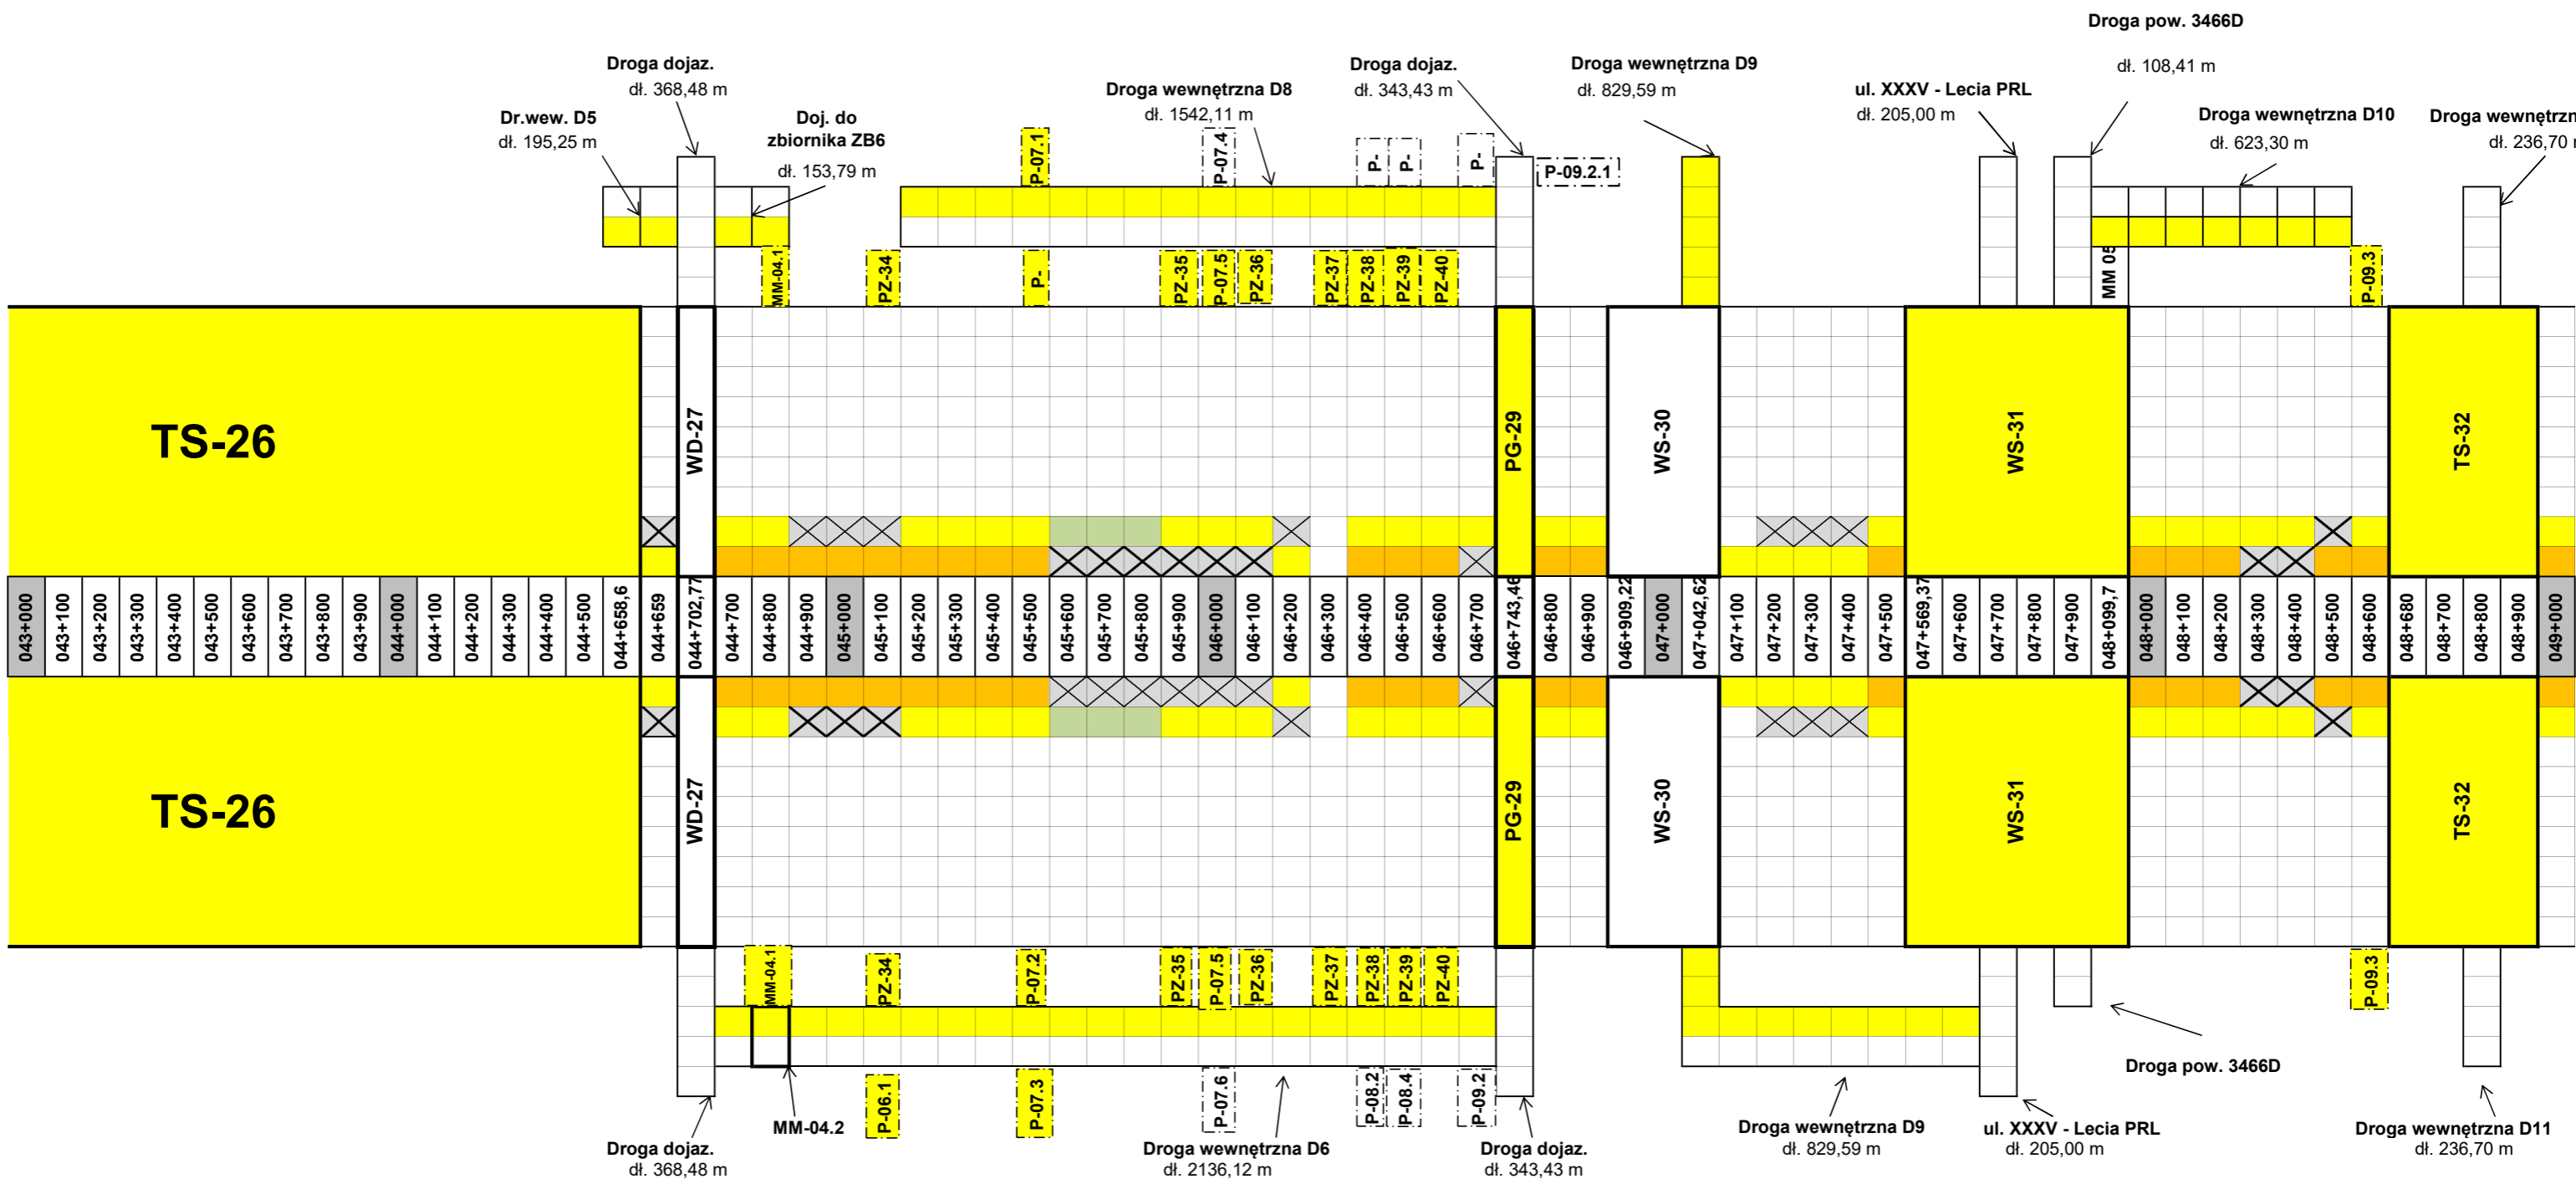 Droga pow. 3466D
dł. 108,41 m
Droga dojaz.
dł. 368,48 m
Droga wewnętrzna D8
dł. 1542,11 m
Droga dojaz.
dł. 343,43 m
Droga wewnętrzna D9
dł. 829,59 m
ul. XXXV - Lecia PRL
dł. 205,00 m
Droga wewnętrzna D10
dł. 623,30 m
Droga wewnętrzn
dł. 236,70 m
Dr.wew. D5
dł. 195,25 m
Doj. do
zbiornika ZB6
dł. 153,79 m
P-07.1
P-07.4
P-
P-
P-
P-09.2.1
MM-04.1
PZ-34
P-
PZ-35
P-07.5
PZ-36
PZ-37
PZ-38
PZ-39
PZ-40
MM 05
P-09.3
TS-26
WD-27
PG-29
WS-30
WS-31
TS-32
043+000
043+100
043+200
043+300
043+400
043+500
043+600
043+700
043+800
043+900
044+000
044+100
044+200
044+300
044+400
044+500
044+658,6
044+659
044+702,77
044+700
044+800
044+900
045+000
045+100
045+200
045+300
045+400
045+500
045+600
045+700
045+800
045+900
046+000
046+100
046+200
046+300
046+400
046+500
046+600
046+700
046+743,46
046+800
046+900
046+909,22
047+000
047+042,62
047+100
047+200
047+300
047+400
047+500
047+569,37
047+600
047+700
047+800
047+900
048+099,7
048+000
048+100
048+200
048+300
048+400
048+500
048+600
048+680
048+700
048+800
048+900
049+000
TS-26
WD-27
PG-29
WS-30
WS-31
TS-32
MM-04.1
PZ-34
P-07.2
PZ-35
P-07.5
PZ-36
PZ-37
PZ-38
PZ-39
PZ-40
P-09.3
P-06.1
P-07.3
P-07.6
P-08.2
P-08.4
P-09.2
MM-04.2
Droga pow. 3466D
Droga dojaz.
dł. 368,48 m
Droga wewnętrzna D6
dł. 2136,12 m
Droga dojaz.
dł. 343,43 m
Droga wewnętrzna D9
dł. 829,59 m
ul. XXXV - Lecia PRL
dł. 205,00 m
Droga wewnętrzna D11
dł. 236,70 m